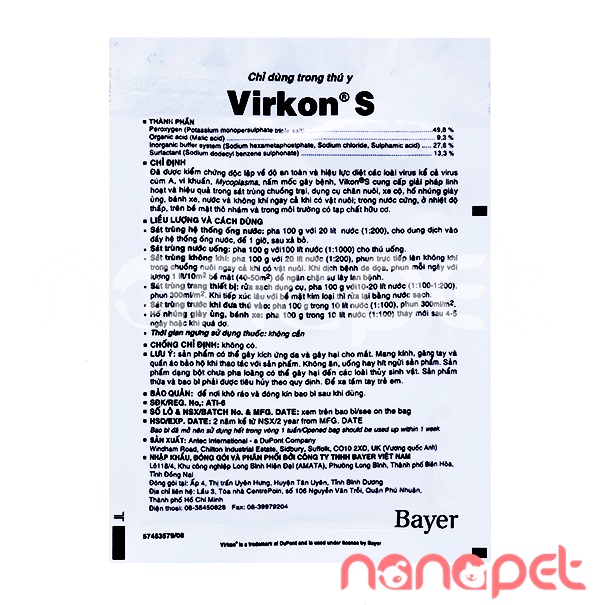 Chỉ dùng trong thú y
Virkon® S
■ THÀNH PHẦN
Peroxygen (Potassium monopersulphate triple salt) 49,8 %
Organic acid (Malic acid) 9,3 %
Inorganic buffer system (Sodium hexametaphosphate, Sodium chloride, Sulphamic acid) 27,6 %
Surfactant (Sodium dodecyl benzene sulphonate) 13,3 %
■ CHỈ ĐỊNH
Đã được kiểm chứng độc lập về độ an toàn và hiệu lực diệt các loài virus kể cả virus
cúm A, vi khuẩn, Mycoplasma, nấm mốc gây bệnh, Vikon®S cung cấp giải pháp linh
hoạt và hiệu quả trong sát trùng chuồng trại, dụng cụ chăn nuôi, xe cộ, hố nhúng giày
ủng, bánh xe, nước và không khí ngay cả khi có vật nuôi; trong nước cứng, ở nhiệt độ
thấp, trên bề mặt thô nhám và trong môi trường có tạp chất hữu cơ.
■ LIỀU LƯỢNG VÀ CÁCH DÙNG
- Sát trùng hệ thống ống nước: pha 100 g với 20 lít nước (1:200), cho dung dịch vào
đầy hệ thống ống nước, để 1 giờ, sau xả bỏ.
- Sát trùng nước uống: pha 100 g với 100 lít nước (1:1000) cho thú uống.
- Sát trùng không khí: pha 100 g với 20 lít nước (1:200), phun trực tiếp lên không khí
trong chuồng nuôi ngay cả khi có vật nuôi. Khi dịch bệnh đe dọa, phun mỗi ngày với
lượng 1 lít/10m² bề mặt (40-50m²) để ngăn chặn sự lây lan bệnh.
- Sát trùng trang thiết bị: rửa sạch dụng cụ, pha 100 g với 10-20 lít nước (1:100-1:200),
phun 300ml/m². Khi tiếp xúc lâu với bề mặt kim loại thì rửa lại bằng nước sạch.
- Sát trùng trước khi đưa thú vào: pha 100 g trong 10 lít nước (1:100), phun 300ml/m².
- Hố nhúng giày, ủng, bánh xe: pha 100 g trong 10 lít nước (1:100) thay mới sau 4-5
ngày hoặc khi quá dơ.
- Thời gian ngưng sử dụng thuốc: không cần
■ CHỐNG CHỈ ĐỊNH: không có.
■ LƯU Ý: sản phẩm có thể gây kích ứng da và gây hại cho mắt. Mang kính, găng tay và
quần áo bảo hộ khi thao tác với sản phẩm. Không ăn, uống hay hít ngửi sản phẩm. Sản
phẩm dạng bột chưa pha loãng có thể gây hại đến các loài thủy sinh vật. Sản phẩm
thừa và bao bì phải được tiêu hủy theo quy định. Để xa tầm tay trẻ em.
■ BẢO QUẢN: để nơi khô ráo và đóng kín bao bì sau khi dùng.
■ SĐK/REG. No.: ATI-6
■ SỐ LÔ & NSX/BATCH No. & MFG. DATE: xem trên bao bì/see on the bag
■ HSD/EXP. DATE: 2 năm kể từ NSX/2 year from MFG. DATE
Bao bì đã mở nên sử dụng hết trong vòng 1 tuần/Opened bag should be used up within 1 week
■ SẢN XUẤT: Antec International - a DuPont Company
Windham Road, Chilton Industrial Estate, Sidbury, Suffolk, CO10 2XD, UK (Vương quốc Anh)
■ NHẬP KHẨU, ĐÓNG GÓI VÀ PHÂN PHỐI BỞI CÔNG TY TNHH BAYER VIỆT NAM
Lô118/4, Khu công nghiệp Long Bình Hiện Đại (AMATA), Phường Long Bình, Thành phố Biên Hòa,
Tỉnh Đồng Nai
Đóng gói tại: Ấp 4, Thị trấn Uyên Hưng, Huyện Tân Uyên, Tỉnh Bình Dương
Địa chỉ liên hệ: Lầu 3, Tòa nhà CentrePoin, số 106 Nguyễn Văn Trỗi, Quận Phú Nhuận,
Thành phố Hồ Chí Minh
Điện thoại: 08-38450828 Fax: 08-39979204
Bayer
57453579/06
Virkon® is a trademark of DuPont and is used under license by Bayer
T
nanapet